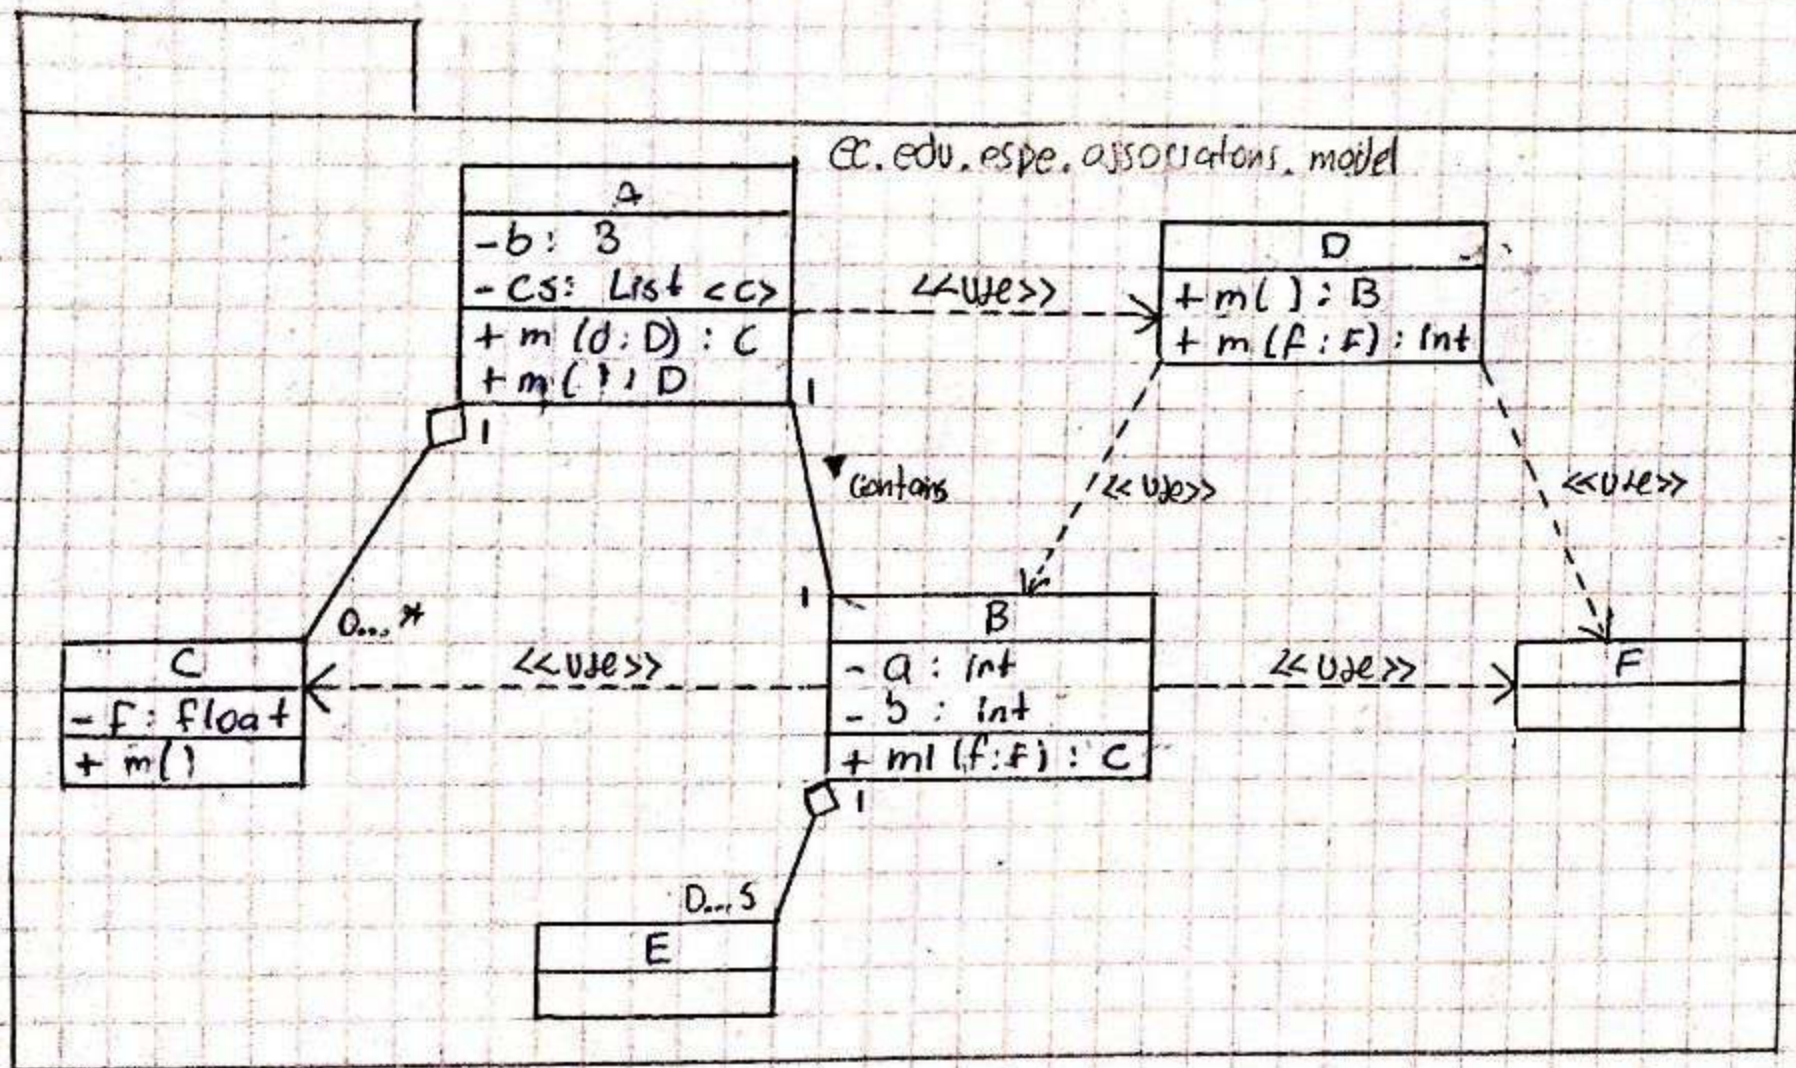 ec.edu.espe.associatons.model
A
-b: B
-cs: List <c>
+ m (d:D) : C
+ m( ): D
<<use>>
D
+ m( ): B
+ m(f:F): int
1
1
▼ contains
<<use>>
<<use>>
0...*
1
C
- f: float
+ m()
<<use>>
B
- a : int
- b : int
+ m1(f:F) : C
<<use>>
F
1
0...5
E